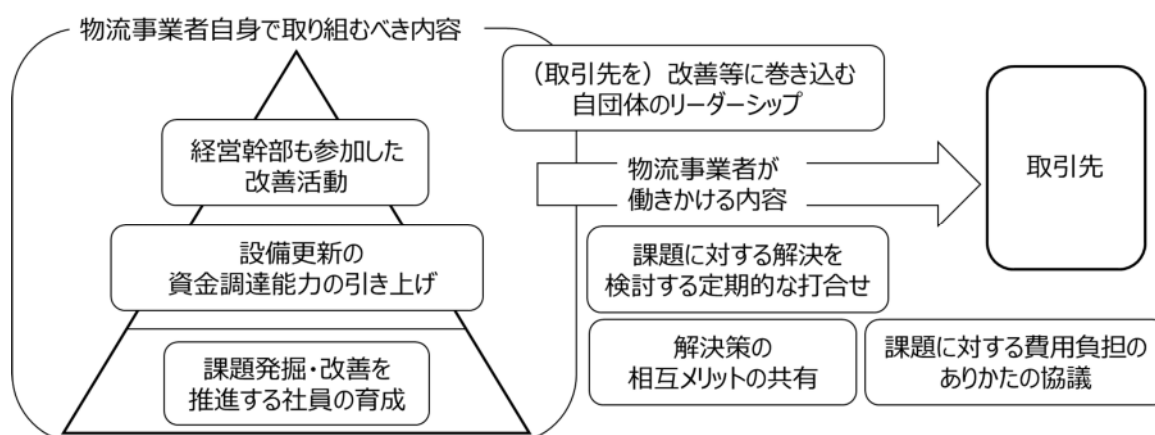 物流事業者自身で取り組むべき内容
(取引先を)改善等に巻き込む
自団体のリーダーシップ
経営幹部も参加した
改善活動
物流事業者が
働きかける内容
取引先
設備更新の
資金調達能力の引き上げ
課題に対する解決を
検討する定期的な打合せ
課題発掘・改善を
推進する社員の育成
解決策の
相互メリットの共有
課題に対する費用負担の
ありかたの協議